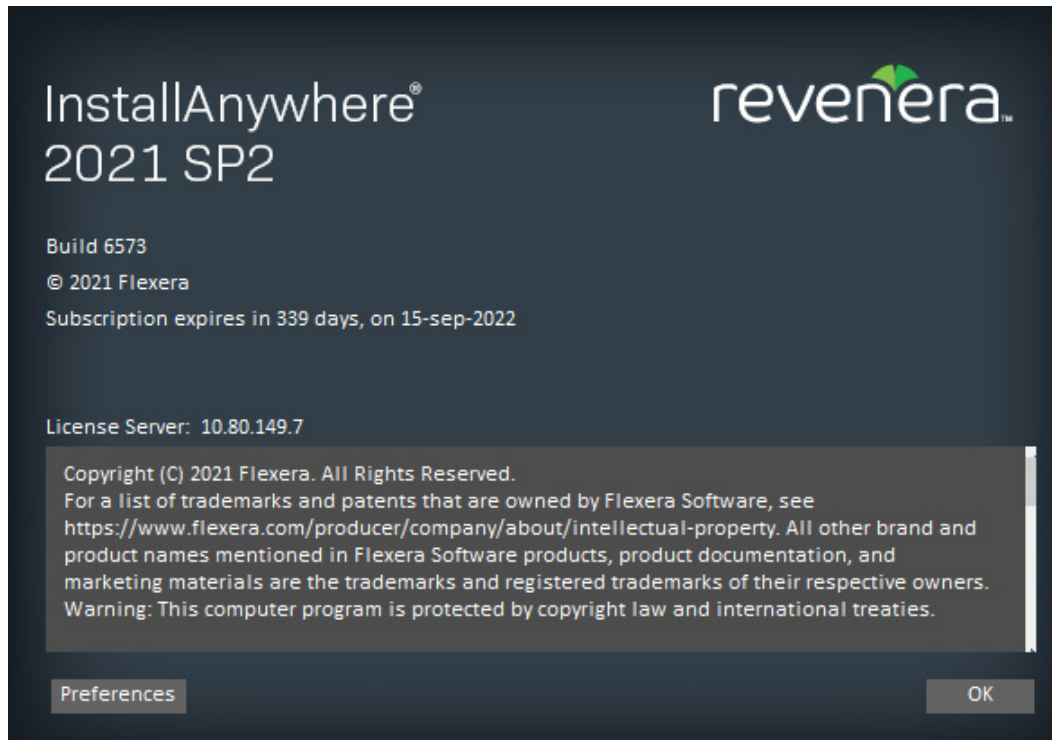 InstallAnywhere®
2021 SP2
revenera™
Build 6573
© 2021 Flexera
Subscription expires in 339 days, on 15-sep-2022
License Server: 10.80.149.7
Copyright (C) 2021 Flexera. All Rights Reserved.
For a list of trademarks and patents that are owned by Flexera Software, see
https://www.flexera.com/producer/company/about/intellectual-property. All other brand and
product names mentioned in Flexera Software products, product documentation, and
marketing materials are the trademarks and registered trademarks of their respective owners.
Warning: This computer program is protected by copyright law and international treaties.
Preferences
OK